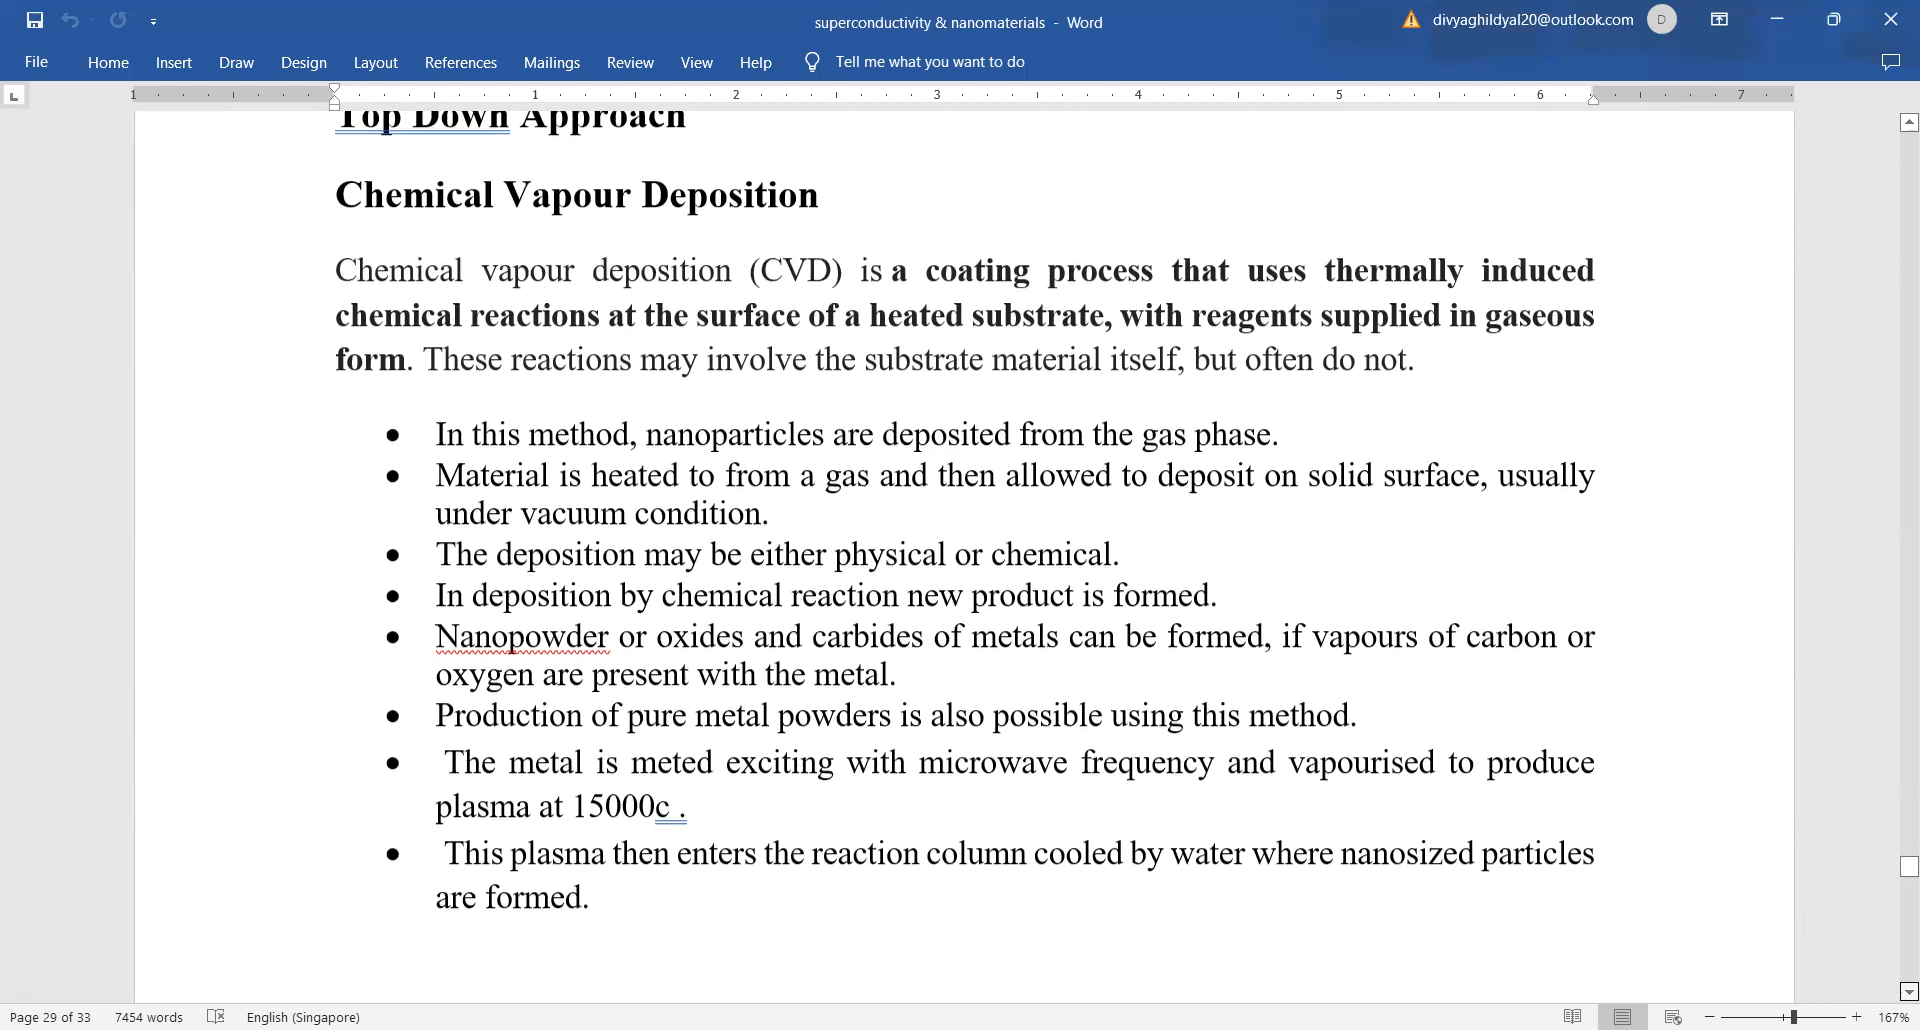 superconductivity & nanomaterials - Word
divyaghildyal20@outlook.com
D
File Home Insert Draw Design Layout References Mailings Review View Help Tell me what you want to do
L
1 1 2 3 4 5 6 7
Top Down Approach
Chemical Vapour Deposition
Chemical vapour deposition (CVD) is a coating process that uses thermally induced
chemical reactions at the surface of a heated substrate, with reagents supplied in gaseous
form. These reactions may involve the substrate material itself, but often do not.
• In this method, nanoparticles are deposited from the gas phase.
• Material is heated to from a gas and then allowed to deposit on solid surface, usually
under vacuum condition.
• The deposition may be either physical or chemical.
• In deposition by chemical reaction new product is formed.
• Nanopowder or oxides and carbides of metals can be formed, if vapours of carbon or
oxygen are present with the metal.
• Production of pure metal powders is also possible using this method.
• The metal is meted exciting with microwave frequency and vapourised to produce
plasma at 15000c .
• This plasma then enters the reaction column cooled by water where nanosized particles
are formed.
Page 29 of 33 7454 words English (Singapore) 167%